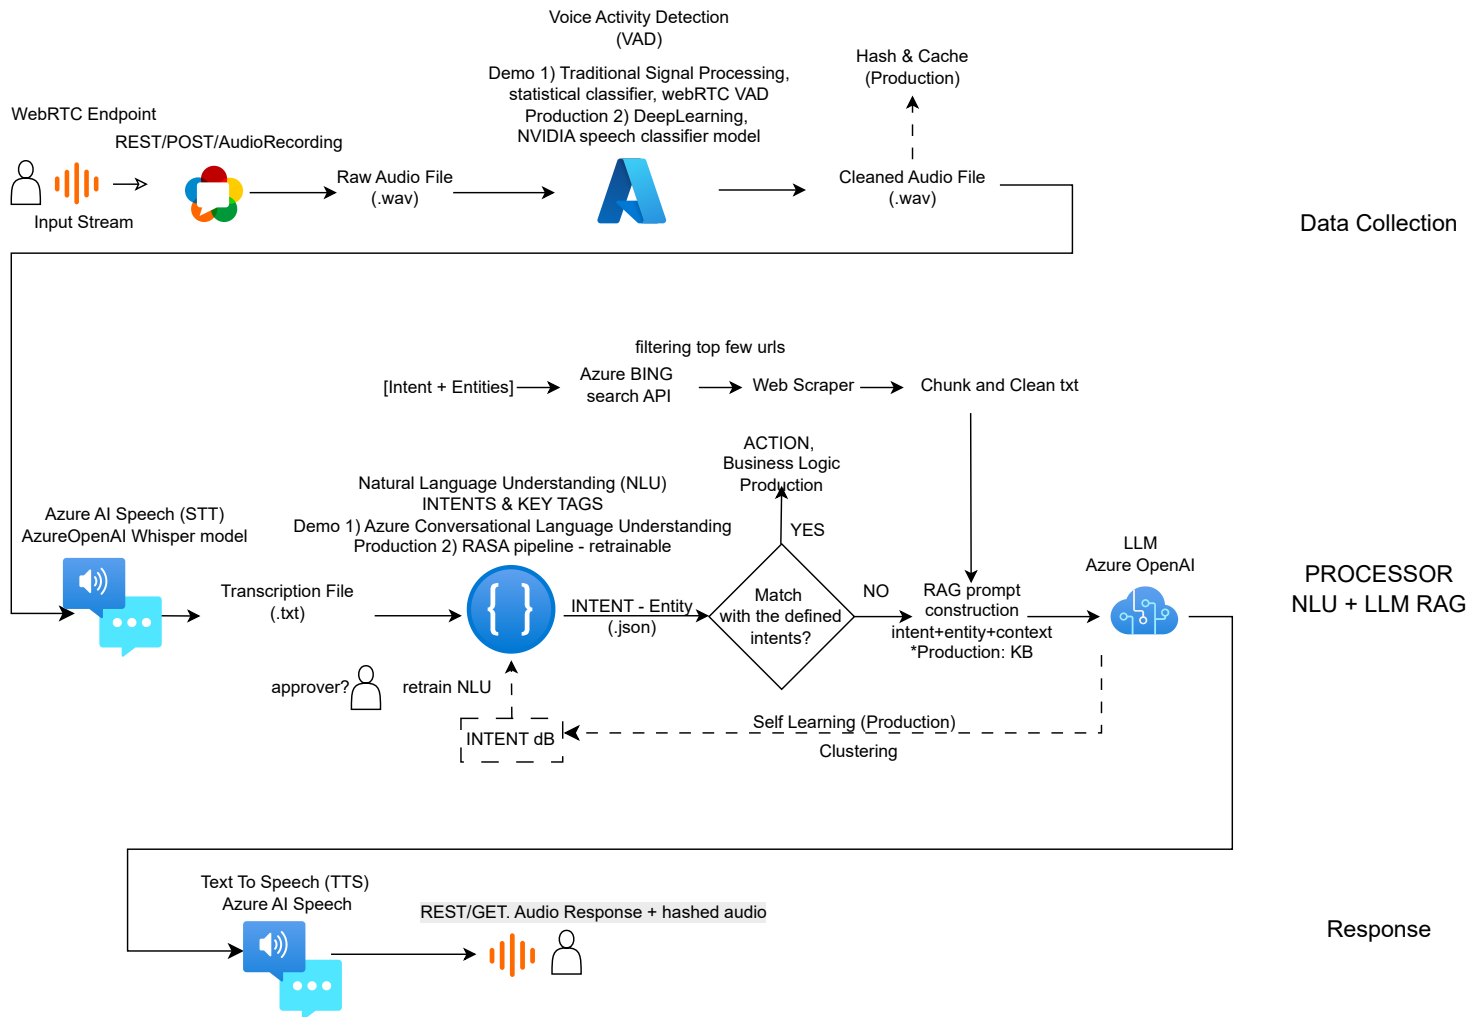 Voice Activity Detection
(VAD)
Demo 1) Traditional Signal Processing,
statistical classifier, webRTC VAD
Production 2) DeepLearning,
NVIDIA speech classifier model
Hash & Cache
(Production)
WebRTC Endpoint
REST/POST/AudioRecording
Input Stream
Raw Audio File
(.wav)
Cleaned Audio File
(.wav)
Data Collection
filtering top few urls
[Intent + Entities]
Azure BING
search API
Web Scraper
Chunk and Clean txt
ACTION,
Business Logic
Production
Natural Language Understanding (NLU)
INTENTS & KEY TAGS
Demo 1) Azure Conversational Language Understanding
Production 2) RASA pipeline - retrainable
Azure AI Speech (STT)
AzureOpenAI Whisper model
YES
LLM
Azure OpenAI
Transcription File
(.txt)
INTENT - Entity
(.json)
Match
with the defined
intents?
NO
RAG prompt
construction
intent+entity+context
*Production: KB
PROCESSOR
NLU + LLM RAG
approver?
retrain NLU
INTENT dB
Self Learning (Production)
Clustering
Text To Speech (TTS)
Azure AI Speech
REST/GET. Audio Response + hashed audio
Response